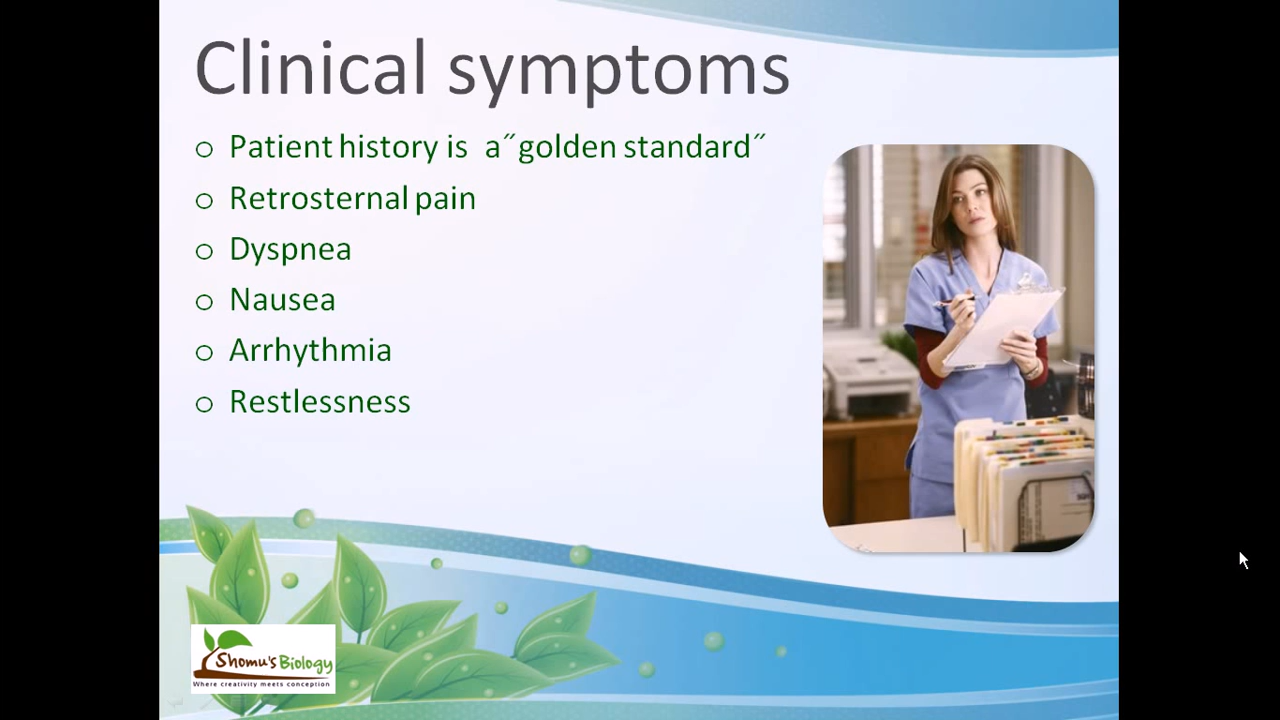 Clinical symptoms
Patient history is a˝golden standard˝
Retrosternal pain
Dyspnea
Nausea
Arrhythmia
Restlessness
Shomu's Biology
Where creativity meets conception